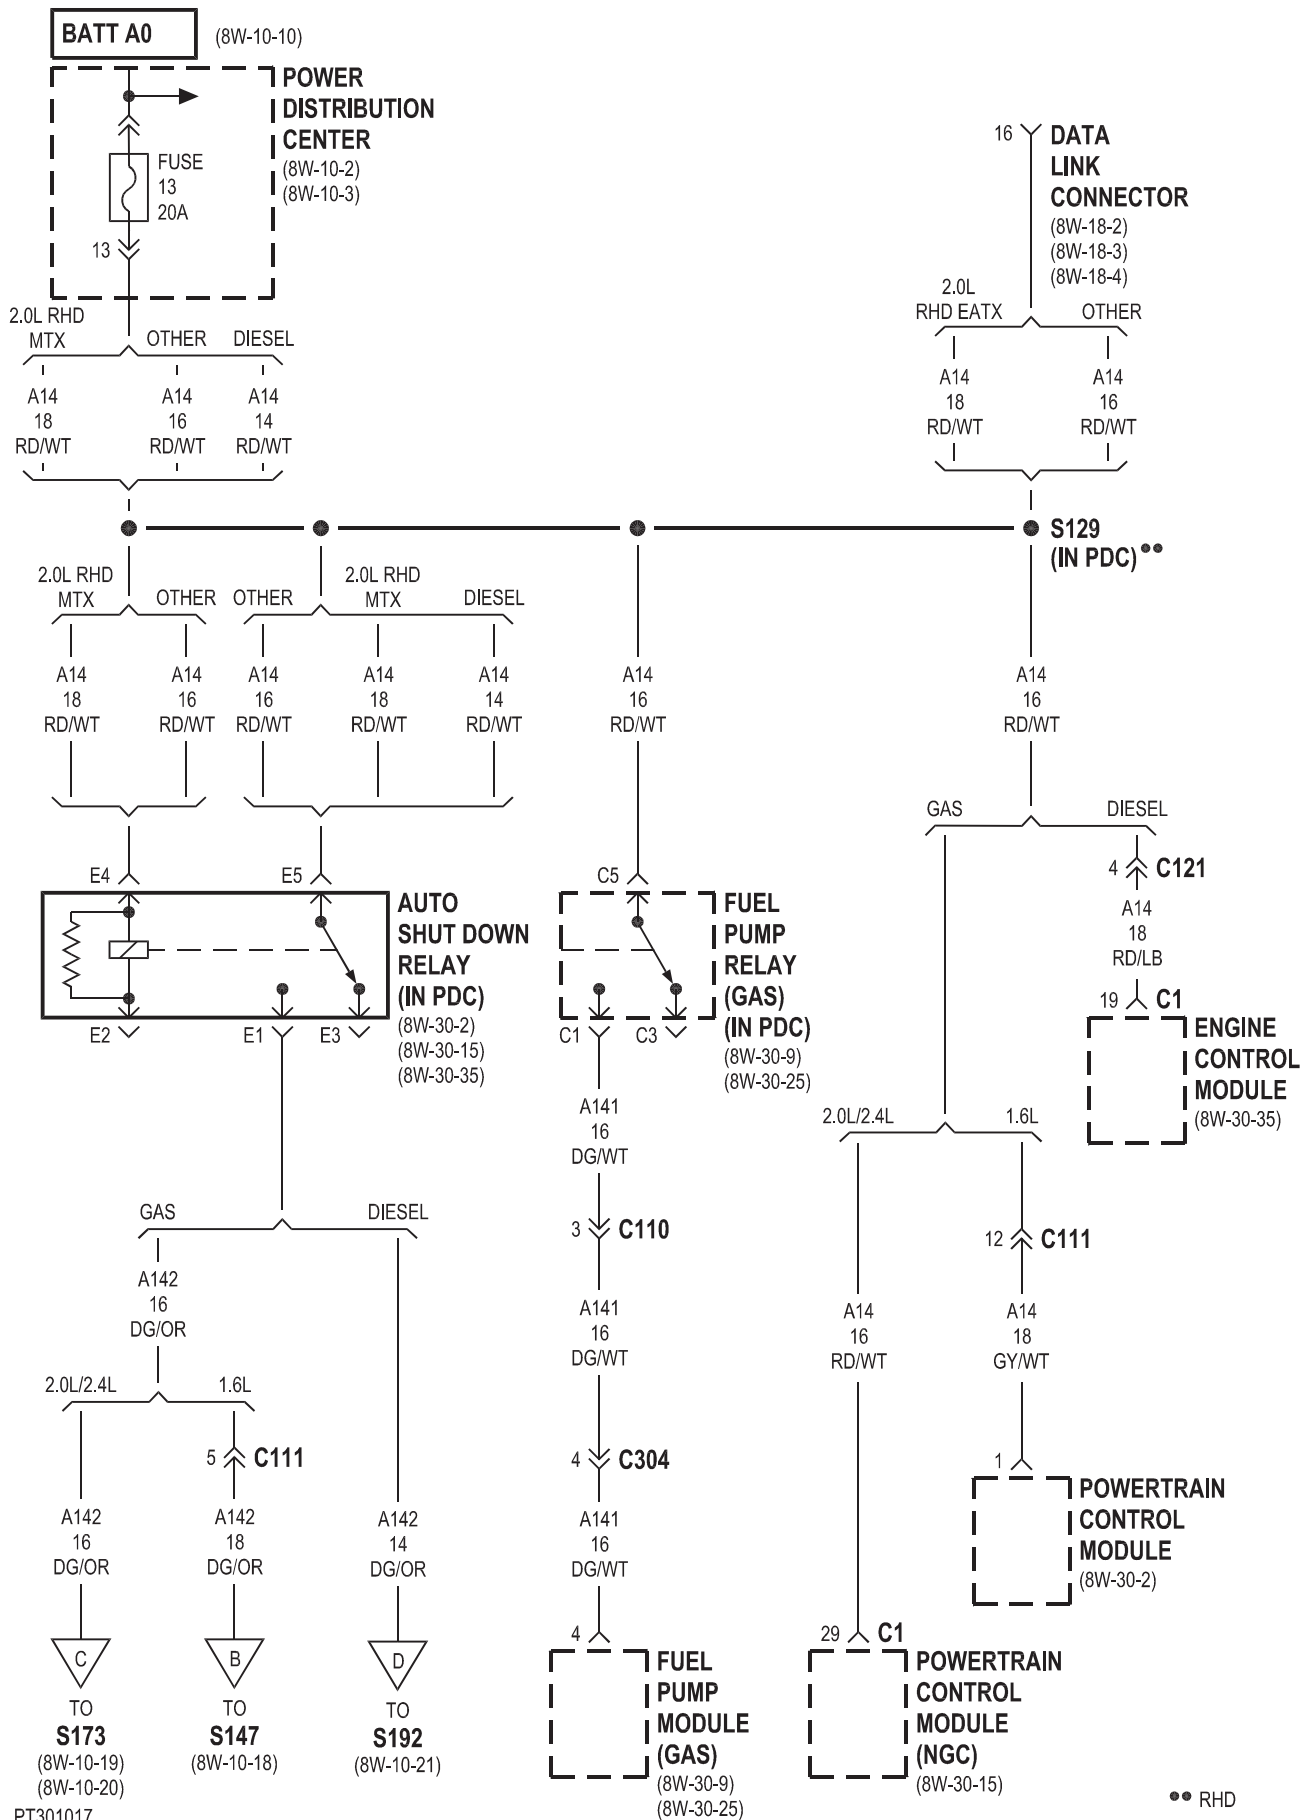 BATT A0
(8W-10-10)
POWER
DISTRIBUTION
CENTER
(8W-10-2)
(8W-10-3)
FUSE
13
20A
13
16
DATA
LINK
CONNECTOR
(8W-18-2)
(8W-18-3)
(8W-18-4)
2.0L RHD
MTX
OTHER
DIESEL
2.0L
RHD EATX
OTHER
A14
18
RD/WT
A14
16
RD/WT
A14
14
RD/WT
A14
18
RD/WT
A14
16
RD/WT
S129
(IN PDC)
2.0L RHD
MTX
OTHER
OTHER
2.0L RHD
MTX
DIESEL
A14
18
RD/WT
A14
16
RD/WT
A14
16
RD/WT
A14
18
RD/WT
A14
14
RD/WT
A14
16
RD/WT
A14
16
RD/WT
GAS
DIESEL
4
C121
A14
18
RD/LB
19
C1
ENGINE
CONTROL
MODULE
(8W-30-35)
E4
E5
AUTO
SHUT DOWN
RELAY
(IN PDC)
(8W-30-2)
(8W-30-15)
(8W-30-35)
E2
E1
E3
C5
FUEL
PUMP
RELAY
(GAS)
(IN PDC)
(8W-30-9)
(8W-30-25)
C1
C3
A141
16
DG/WT
2.0L/2.4L
1.6L
GAS
DIESEL
3
C110
12
C111
A142
16
DG/OR
A141
16
DG/WT
A14
16
RD/WT
A14
18
GY/WT
2.0L/2.4L
1.6L
5
C111
4
C304
1
POWERTRAIN
CONTROL
MODULE
(8W-30-2)
A142
16
DG/OR
A142
18
DG/OR
A142
14
DG/OR
A141
16
DG/WT
C
TO
S173
(8W-10-19)
(8W-10-20)
B
TO
S147
(8W-10-18)
D
TO
S192
(8W-10-21)
4
FUEL
PUMP
MODULE
(GAS)
(8W-30-9)
(8W-30-25)
29
C1
POWERTRAIN
CONTROL
MODULE
(NGC)
(8W-30-15)
RHD
PT301017